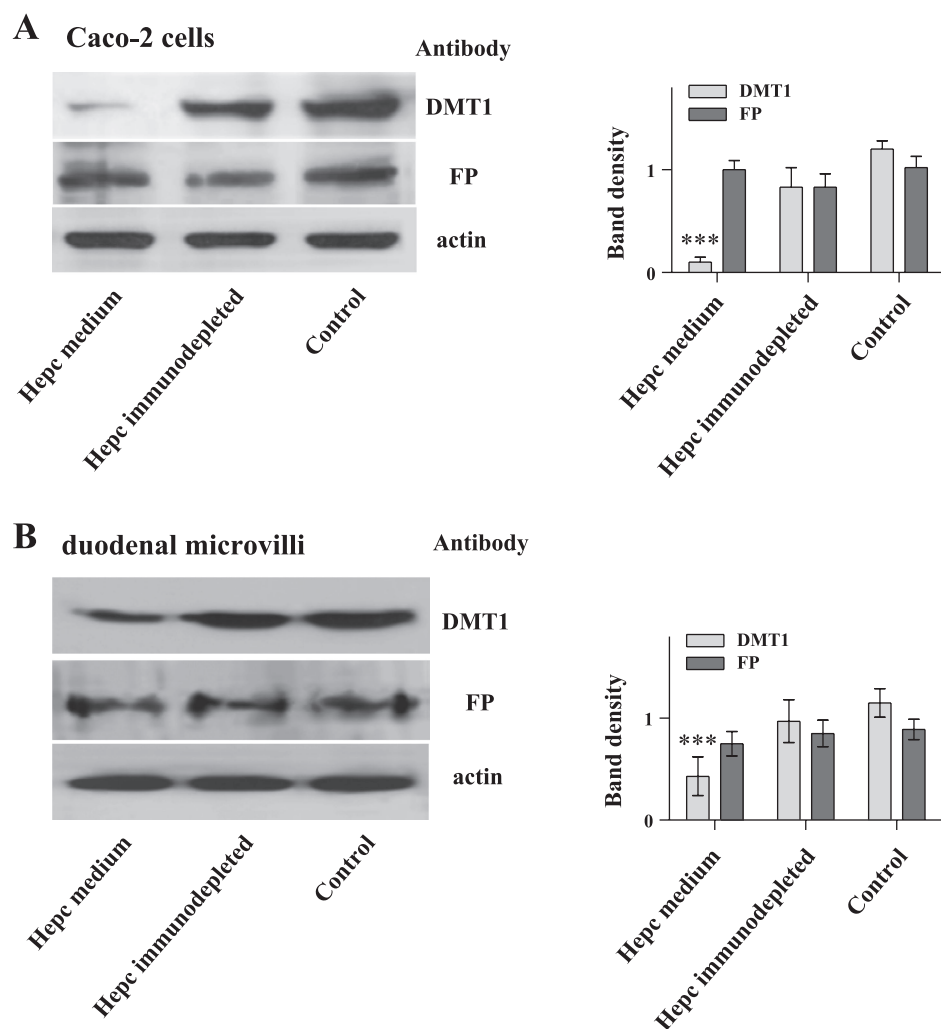 A
Caco-2 cells
Antibody
DMT1
FP
actin
Hepc medium
Hepc immunodepleted
Control
DMT1
FP
Band density
1
0
***
Hepc medium
Hepc immunodepleted
Control
B
duodenal microvilli
Antibody
DMT1
FP
actin
Hepc medium
Hepc immunodepleted
Control
DMT1
FP
Band density
1
0
***
Hepc medium
Hepc immunodepleted
Control